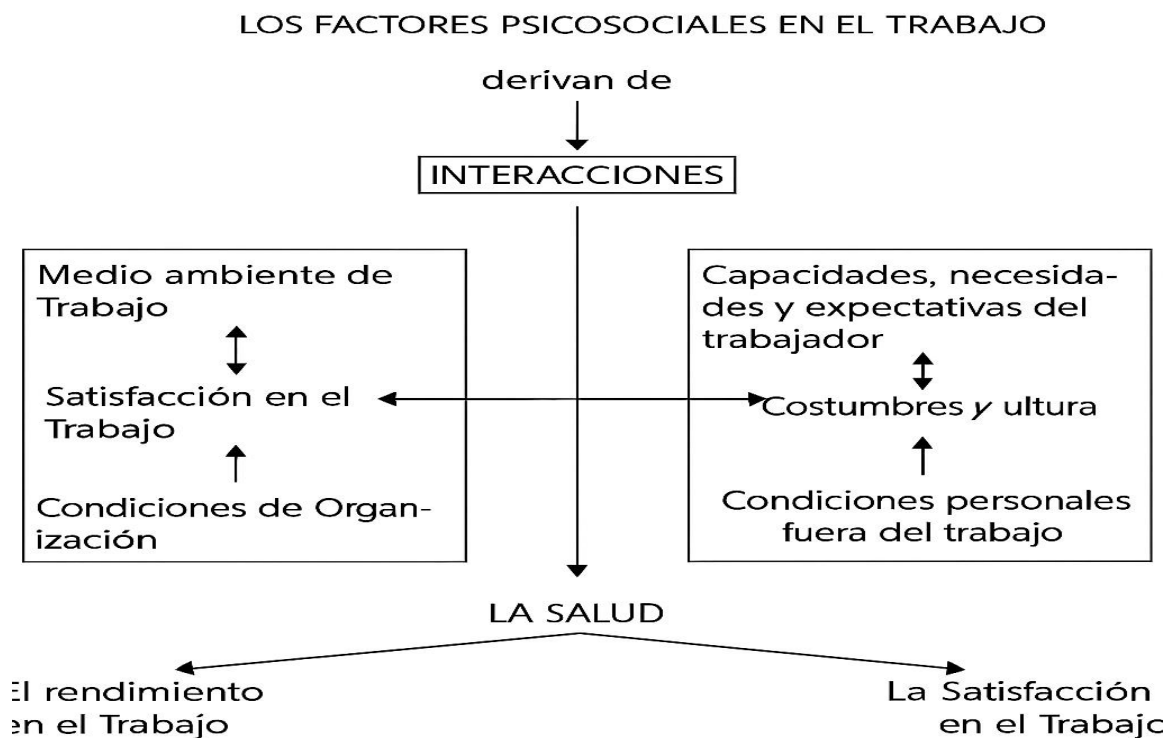 LOS FACTORES PSICOSOCIALES EN EL TRABAJO
derivan de
INTERACCIONES
Medio ambiente de
Trabajo
Satisfacción en el
Trabajo
Condiciones de Organ-
ización
Capacidades, necesida-
des y expectativas del
trabajador
Costumbres y ultura
Condiciones personales
fuera del trabajo
LA SALUD
El rendimiento
en el Trabajo
La Satisfacción
en el Trabajo